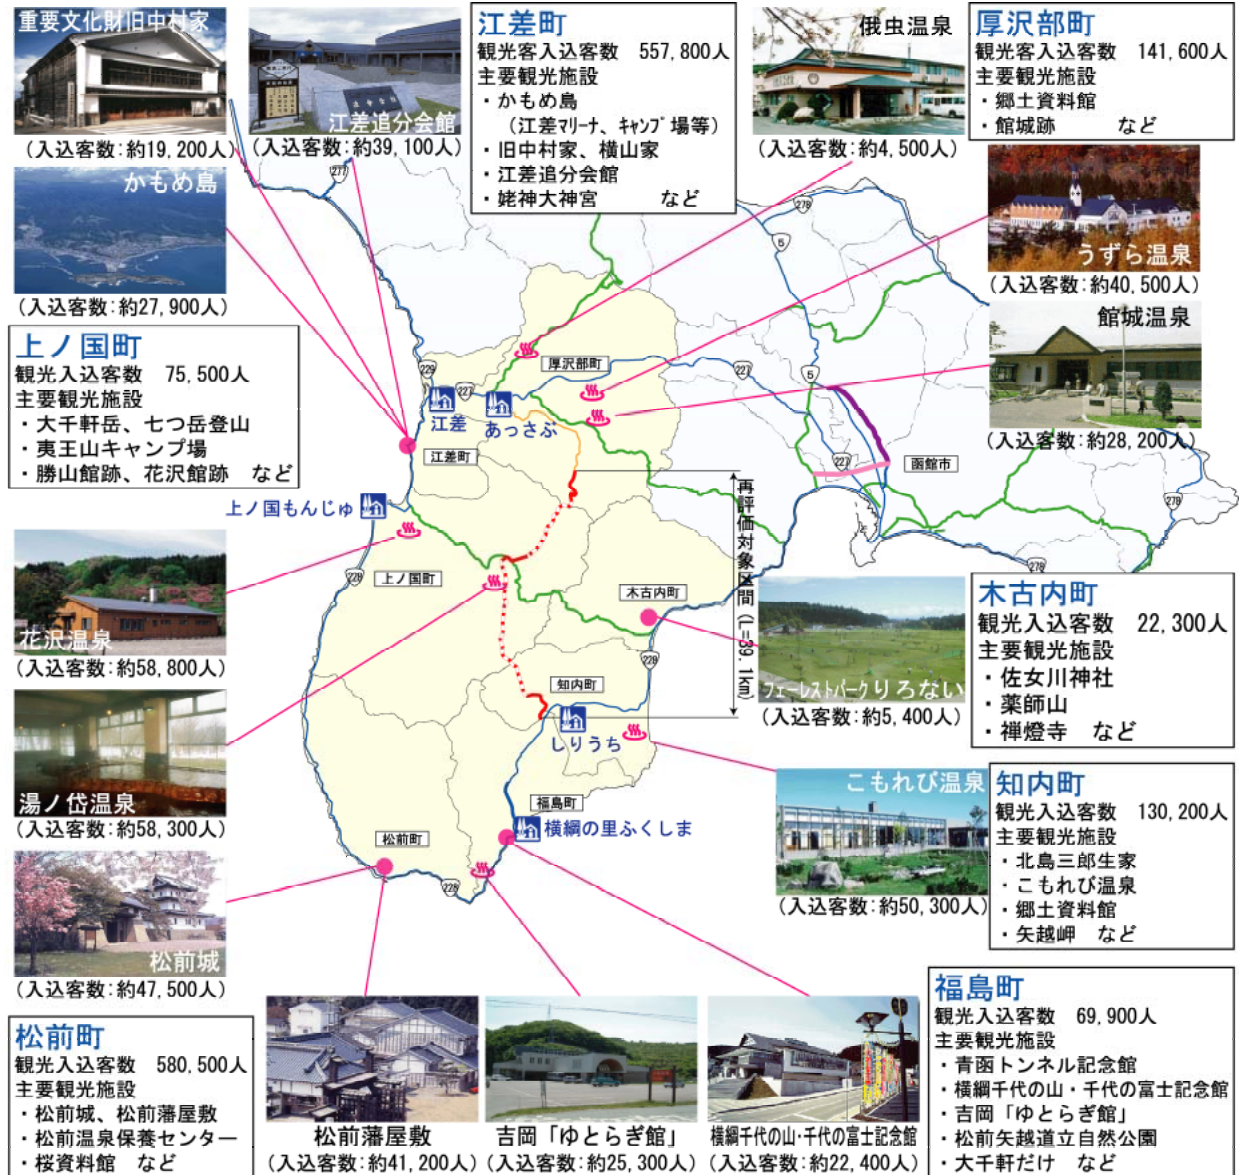 重要文化財旧中村家
(入込客数:約19,200人)
江差追分会館
(入込客数:約39,100人)
江差町
観光客入込客数 557,800人
主要観光施設
・かもめ島
(江差マリーナ、キャンプ場等)
・旧中村家、横山家
・江差追分会館
・姥神大神宮 など
俄虫温泉
(入込客数:約4,500人)
厚沢部町
観光客入込客数 141,600人
主要観光施設
・郷土資料館
・館城跡 など
かもめ島
(入込客数:約27,900人)
うずら温泉
(入込客数:約40,500人)
館城温泉
(入込客数:約28,200人)
上ノ国町
観光入込客数 75,500人
主要観光施設
・大千軒岳、七つ岳登山
・夷王山キャンプ場
・勝山館跡、花沢館跡 など
277
278
5
229
227
厚沢部町
227
5
江差
あっさぶ
江差町
227
函館市
278
上ノ国もんじゅ
再評価対象区間(L=39.1km)
228
上ノ国町
278
木古内町
228
花沢温泉
(入込客数:約58,800人)
フェーレストパークりろない
(入込客数:約5,400人)
木古内町
観光入込客数 22,300人
主要観光施設
・佐女川神社
・薬師山
・禅燈寺 など
知内町
しりうち
湯ノ岱温泉
(入込客数:約58,300人)
こもれび温泉
(入込客数:約50,300人)
知内町
観光入込客数 130,200人
主要観光施設
・北島三郎生家
・こもれび温泉
・郷土資料館
・矢越岬 など
福島町
横綱の里ふくしま
松前町
228
松前城
(入込客数:約47,500人)
松前町
観光入込客数 580,500人
主要観光施設
・松前城、松前藩屋敷
・松前温泉保養センター
・桜資料館 など
松前藩屋敷
(入込客数:約41,200人)
吉岡「ゆとらぎ館」
(入込客数:約25,300人)
横綱千代の山・千代の富士記念館
(入込客数:約22,400人)
福島町
観光入込客数 69,900人
主要観光施設
・青函トンネル記念館
・横綱千代の山・千代の富士記念館
・吉岡「ゆとらぎ館」
・松前矢越道立自然公園
・大千軒だけ など